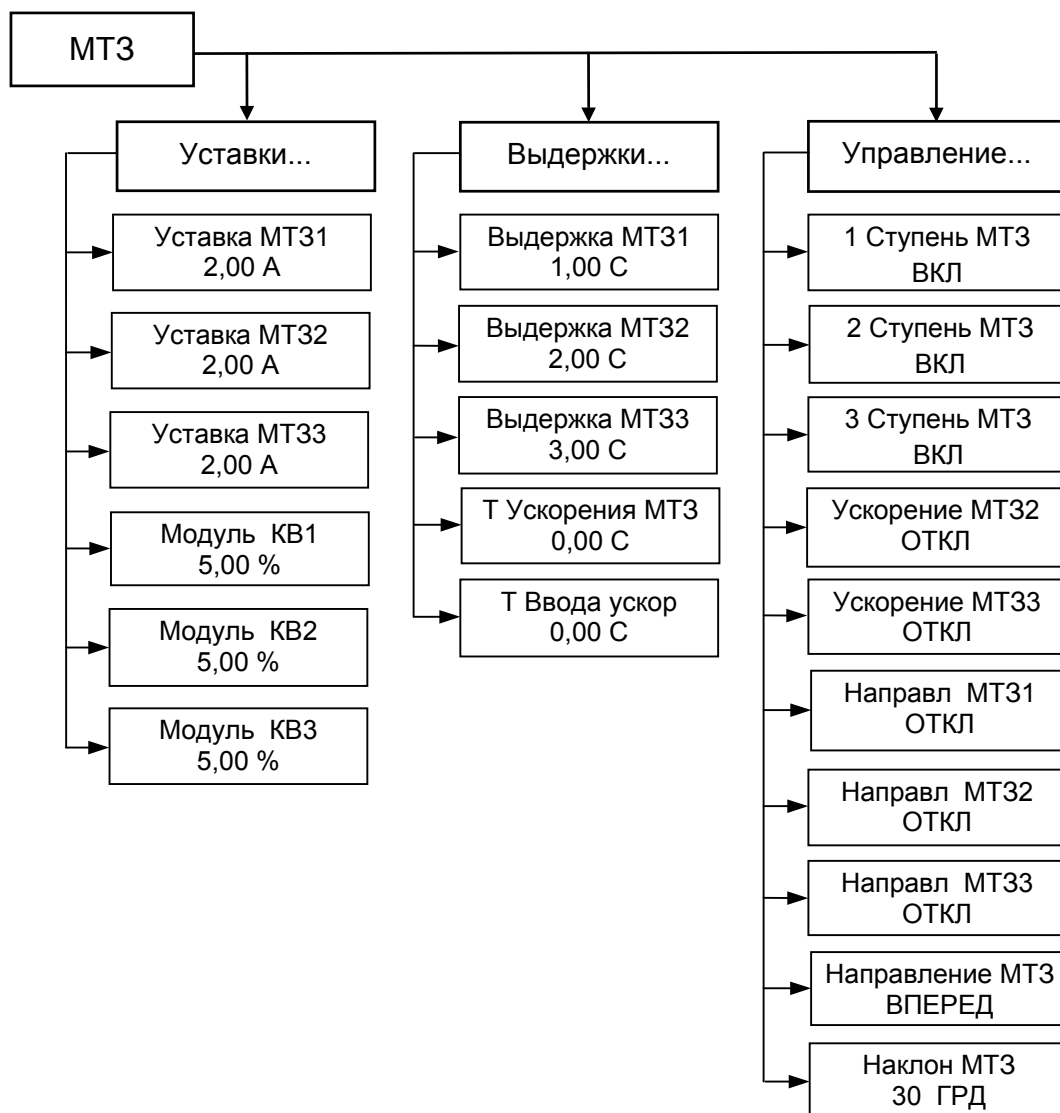 МТЗ
Уставки...
Уставка МТЗ1
2,00 А
Уставка МТЗ2
2,00 А
Уставка МТЗ3
2,00 А
Модуль КВ1
5,00 %
Модуль КВ2
5,00 %
Модуль КВ3
5,00 %
Выдержки...
Выдержка МТЗ1
1,00 С
Выдержка МТЗ2
2,00 С
Выдержка МТЗ3
3,00 С
Т Ускорения МТЗ
0,00 С
Т Ввода ускор
0,00 С
Управление...
1 Ступень МТЗ
ВКЛ
2 Ступень МТЗ
ВКЛ
3 Ступень МТЗ
ВКЛ
Ускорение МТЗ2
ОТКЛ
Ускорение МТЗ3
ОТКЛ
Направл МТЗ1
ОТКЛ
Направл МТЗ2
ОТКЛ
Направл МТЗ3
ОТКЛ
Направление МТЗ
ВПЕРЕД
Наклон МТЗ
30 ГРД